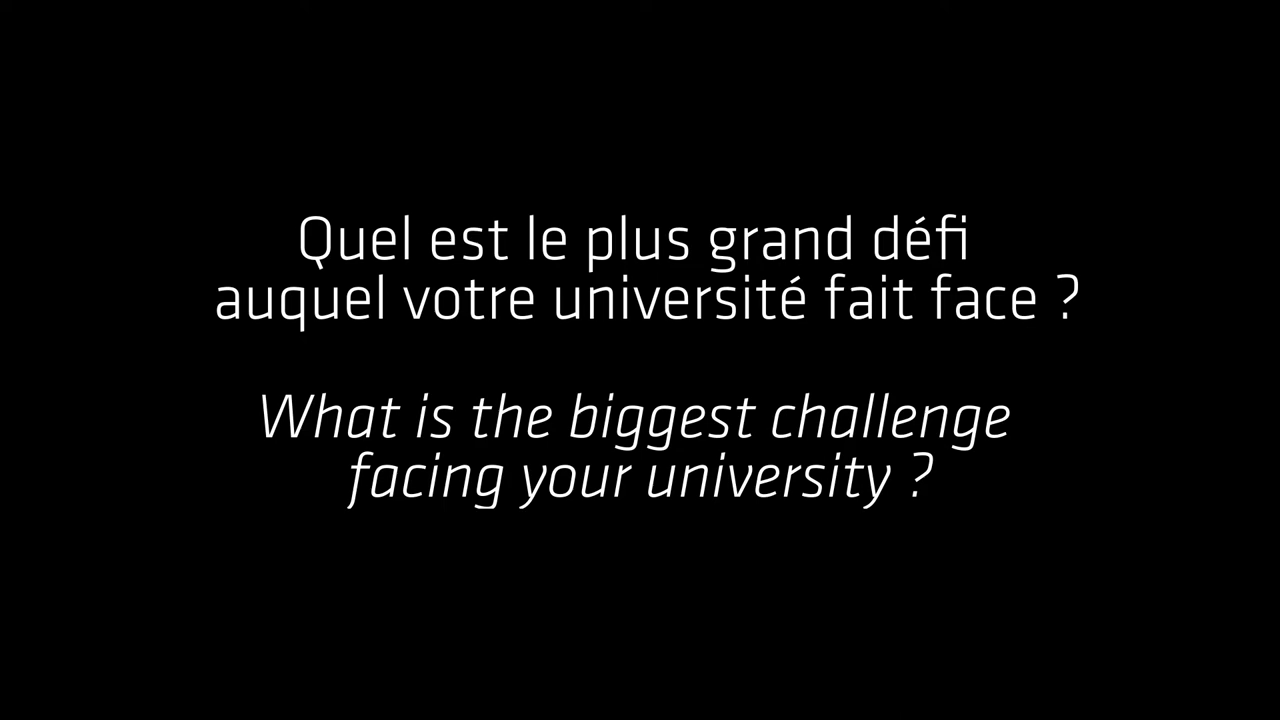 Quel est le plus grand défi
auquel votre université fait face ?
What is the biggest challenge
facing your university ?